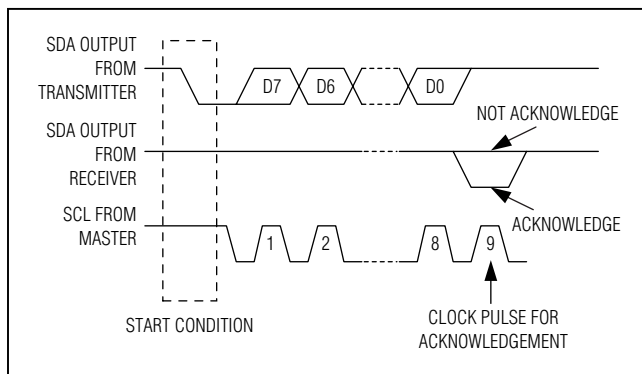 SDA OUTPUT
FROM
TRANSMITTER
D7
D6
D0
NOT ACKNOWLEDGE
SDA OUTPUT
FROM
RECEIVER
ACKNOWLEDGE
SCL FROM
MASTER
1
2
8
9
START CONDITION
CLOCK PULSE FOR
ACKNOWLEDGEMENT